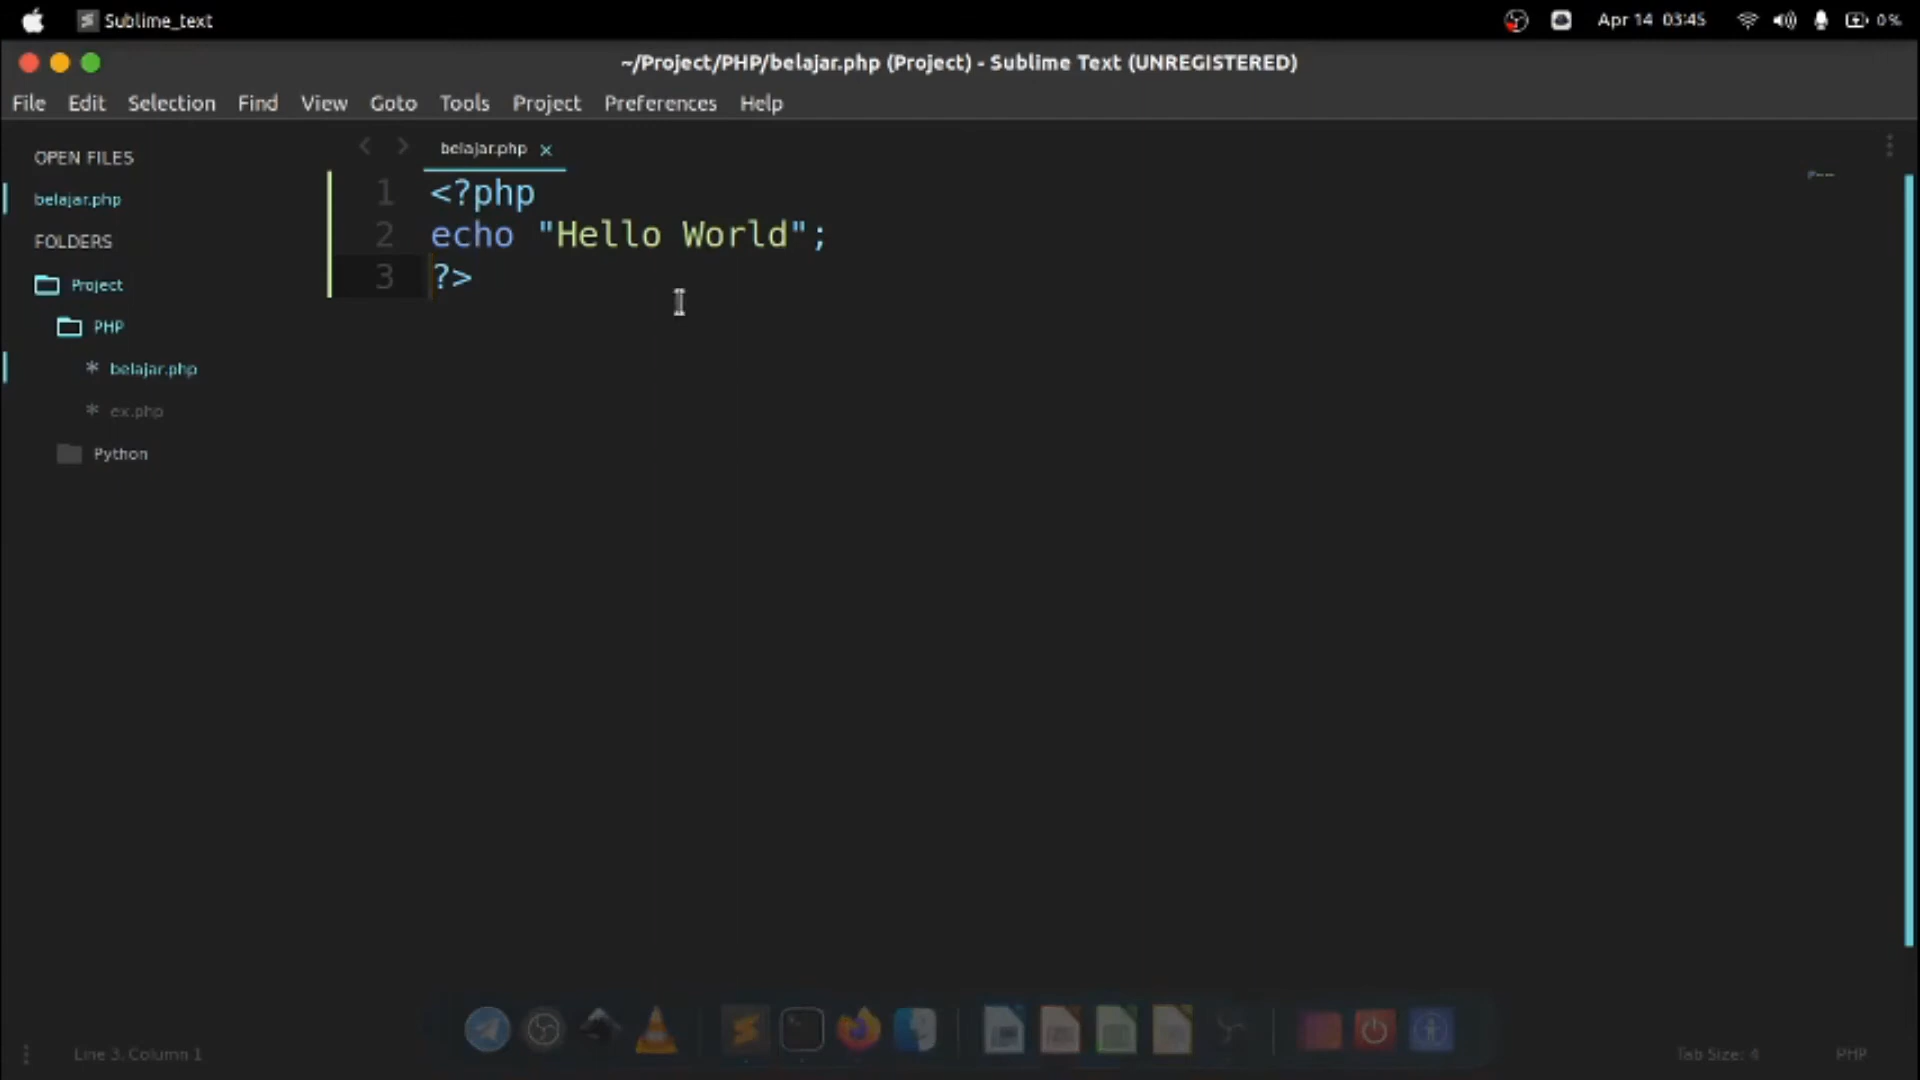 Sublime_text
Apr 14 03:45
0%
~/Project/PHP/belajar.php (Project) - Sublime Text (UNREGISTERED)
File Edit Selection Find View Goto Tools Project Preferences Help
OPEN FILES
belajar.php
FOLDERS
Project
PHP
* belajar.php
* ex.php
Python
belajar.php x
1 <?php
2 echo "Hello World";
3 ?>
Line 3, Column 1
Tab Size: 4
PHP